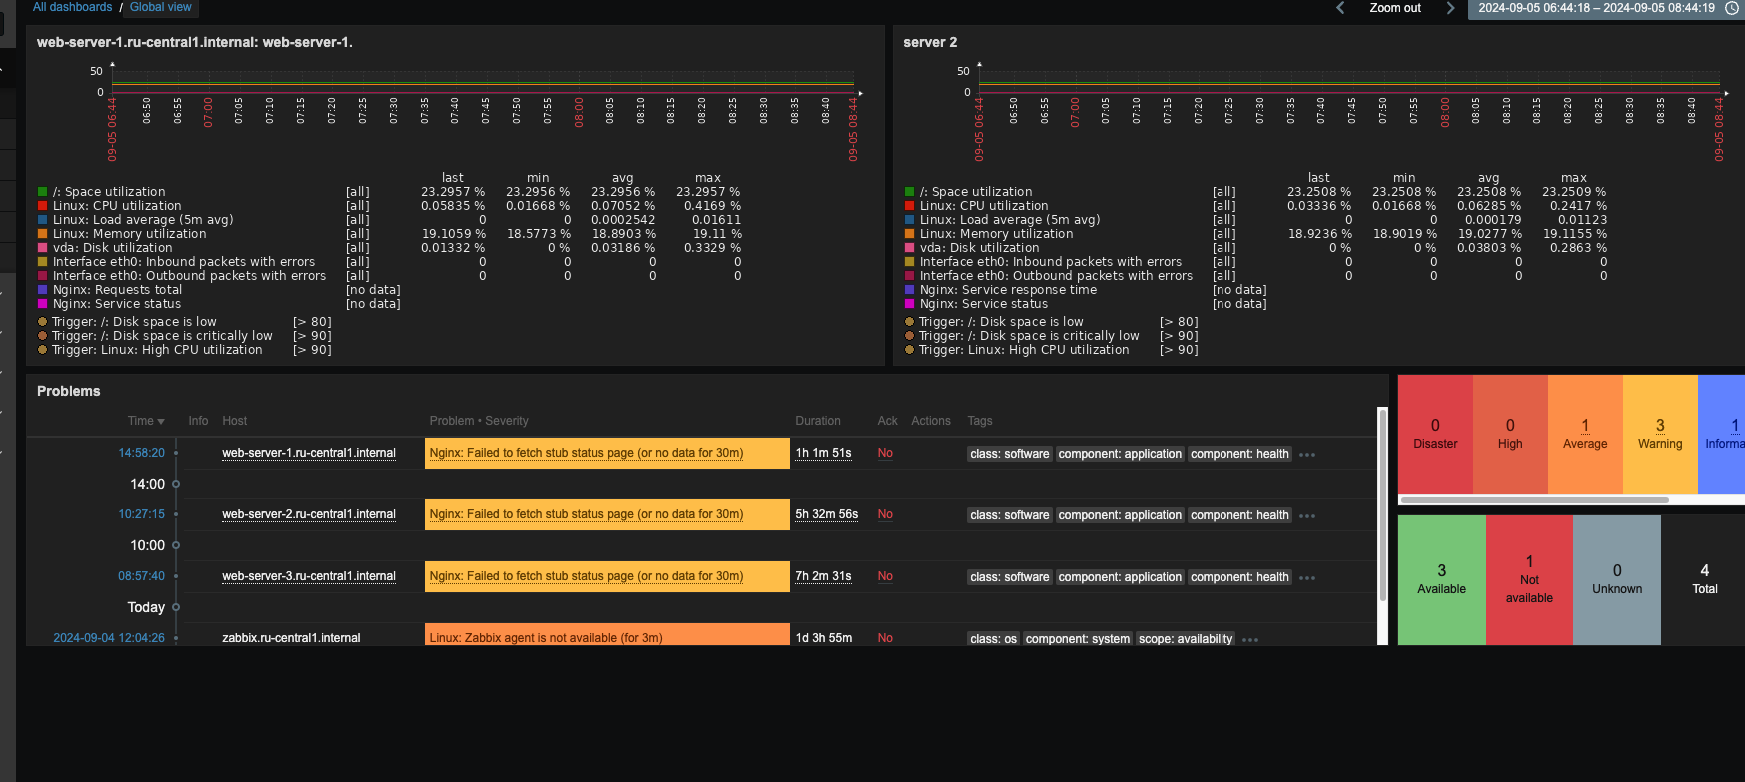 All dashboards / Global view
Zoom out 2024-09-05 06:44:18 – 2024-09-05 08:44:19
web-server-1.ru-central1.internal: web-server-1.
50
0
09-05 06:44 06:50 06:55 07:00 07:05 07:10 07:15 07:20 07:25 07:30 07:35 07:40 07:45 07:50 07:55 08:00 08:05 08:10 08:15 08:20 08:25 08:30 08:35 08:40 09-05 08:44
last min avg max
/: Space utilization [all] 23.2957 % 23.2956 % 23.2956 % 23.2957 %
Linux: CPU utilization [all] 0.05835 % 0.01668 % 0.07052 % 0.4169 %
Linux: Load average (5m avg) [all] 0 0 0.0002542 0.01611
Linux: Memory utilization [all] 19.1059 % 18.5773 % 18.8903 % 19.11 %
vda: Disk utilization [all] 0.01332 % 0 % 0.03186 % 0.3329 %
Interface eth0: Inbound packets with errors [all] 0 0 0 0
Interface eth0: Outbound packets with errors [all] 0 0 0 0
Nginx: Requests total [no data]
Nginx: Service status [no data]
Trigger: /: Disk space is low [> 80]
Trigger: /: Disk space is critically low [> 90]
Trigger: Linux: High CPU utilization [> 90]
server 2
50
0
09-05 06:44 06:50 06:55 07:00 07:05 07:10 07:15 07:20 07:25 07:30 07:35 07:40 07:45 07:50 07:55 08:00 08:05 08:10 08:15 08:20 08:25 08:30 08:35 08:40 09-05 08:44
last min avg max
/: Space utilization [all] 23.2508 % 23.2508 % 23.2508 % 23.2509 %
Linux: CPU utilization [all] 0.03336 % 0.01668 % 0.06285 % 0.2417 %
Linux: Load average (5m avg) [all] 0 0 0.000179 0.01123
Linux: Memory utilization [all] 18.9236 % 18.9019 % 19.0277 % 19.1155 %
vda: Disk utilization [all] 0 % 0 % 0.03803 % 0.2863 %
Interface eth0: Inbound packets with errors [all] 0 0 0 0
Interface eth0: Outbound packets with errors [all] 0 0 0 0
Nginx: Service response time [no data]
Nginx: Service status [no data]
Trigger: /: Disk space is low [> 80]
Trigger: /: Disk space is critically low [> 90]
Trigger: Linux: High CPU utilization [> 90]
Problems
Time Info Host Problem • Severity Duration Ack Actions Tags
14:58:20 web-server-1.ru-central1.internal Nginx: Failed to fetch stub status page (or no data for 30m) 1h 1m 51s No class: software component: application component: health •••
14:00
10:27:15 web-server-2.ru-central1.internal Nginx: Failed to fetch stub status page (or no data for 30m) 5h 32m 56s No class: software component: application component: health •••
10:00
08:57:40 web-server-3.ru-central1.internal Nginx: Failed to fetch stub status page (or no data for 30m) 7h 2m 31s No class: software component: application component: health •••
Today
2024-09-04 12:04:26 zabbix.ru-central1.internal Linux: Zabbix agent is not available (for 3m) 1d 3h 55m No class: os component: system scope: availability •••
0 0 1 3 1
Disaster High Average Warning Informa
3 1 0 4
Available Not available Unknown Total